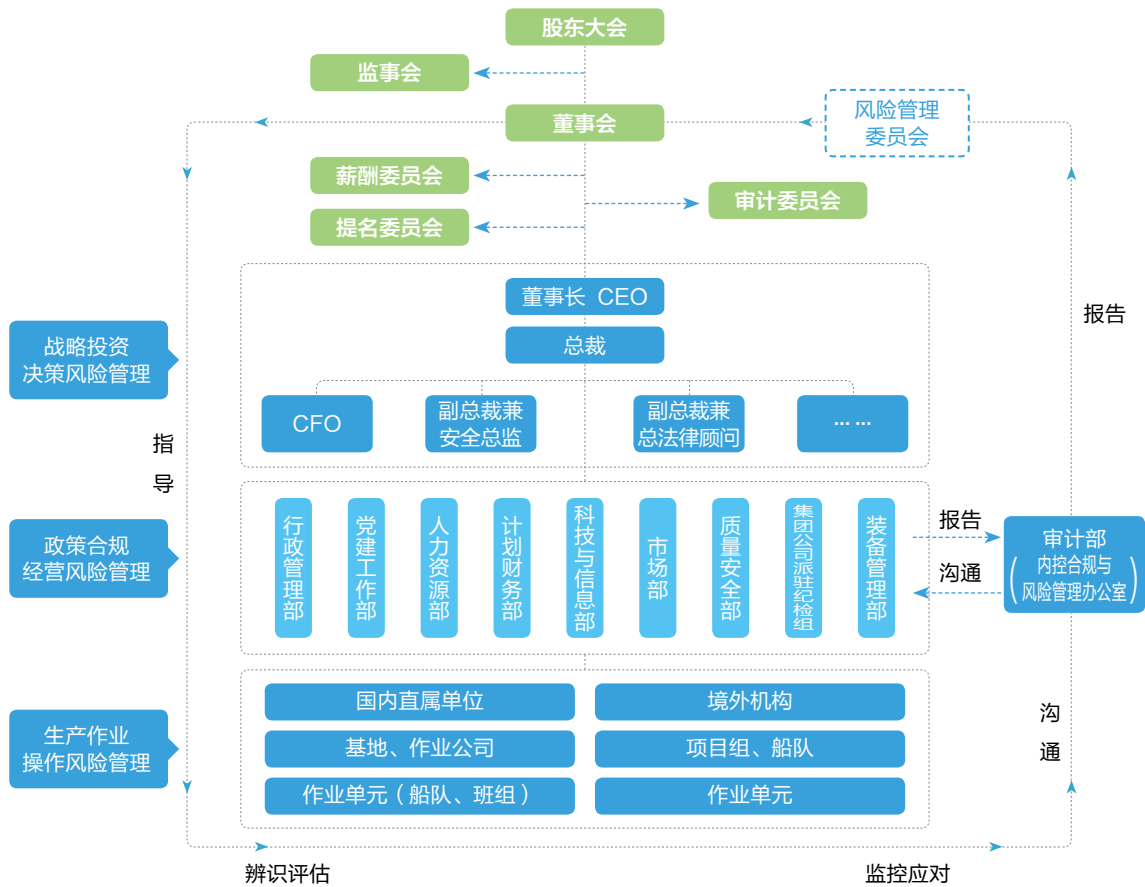 股东大会
监事会
董事会
风险管理
委员会
薪酬委员会
审计委员会
提名委员会
董事长 CEO
总裁
CFO
副总裁兼
安全总监
副总裁兼
总法律顾问
... ...
战略投资
决策风险管理
报告
指
导
政策合规
经营风险管理
行政管理部
党建工作部
人力资源部
计划财务部
科技与信息部
市场部
质量安全部
集团公司派驻纪检组
装备管理部
报告
沟通
审计部
(内控合规与
风险管理办公室)
生产作业
操作风险管理
国内直属单位
境外机构
基地、作业公司
项目组、船队
作业单元（船队、班组）
作业单元
沟
通
辨识评估
监控应对